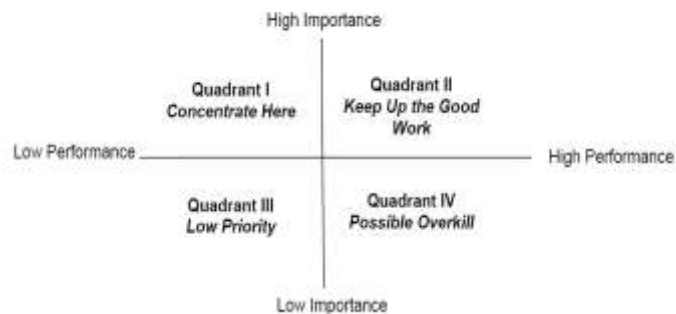 High Importance
Quadrant I
Concentrate Here
Quadrant II
Keep Up the Good
Work
Low Performance
High Performance
Quadrant III
Low Priority
Quadrant IV
Possible Overkill
Low Importance